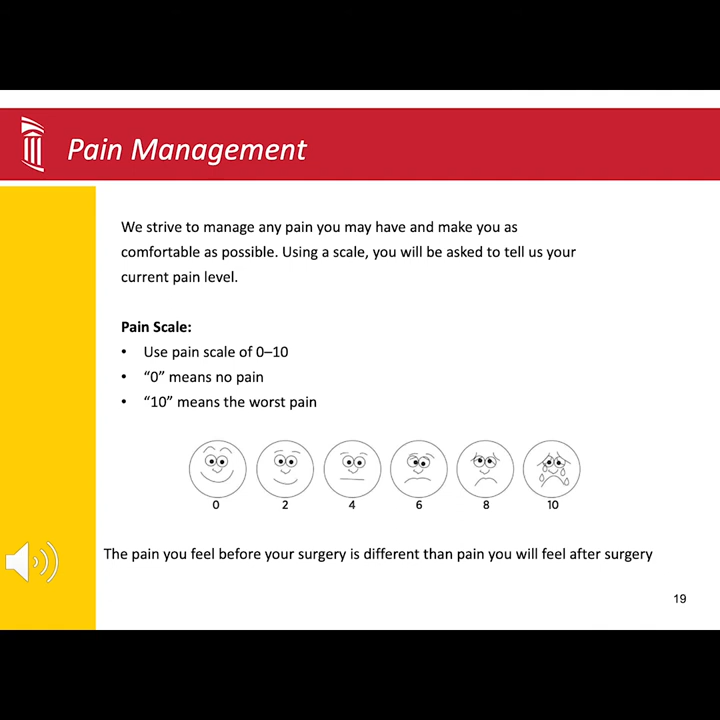 Pain Management
We strive to manage any pain you may have and make you as
comfortable as possible. Using a scale, you will be asked to tell us your
current pain level.
Pain Scale:
• Use pain scale of 0–10
• “0” means no pain
• “10” means the worst pain
0 2 4 6 8 10
The pain you feel before your surgery is different than pain you will feel after surgery
19